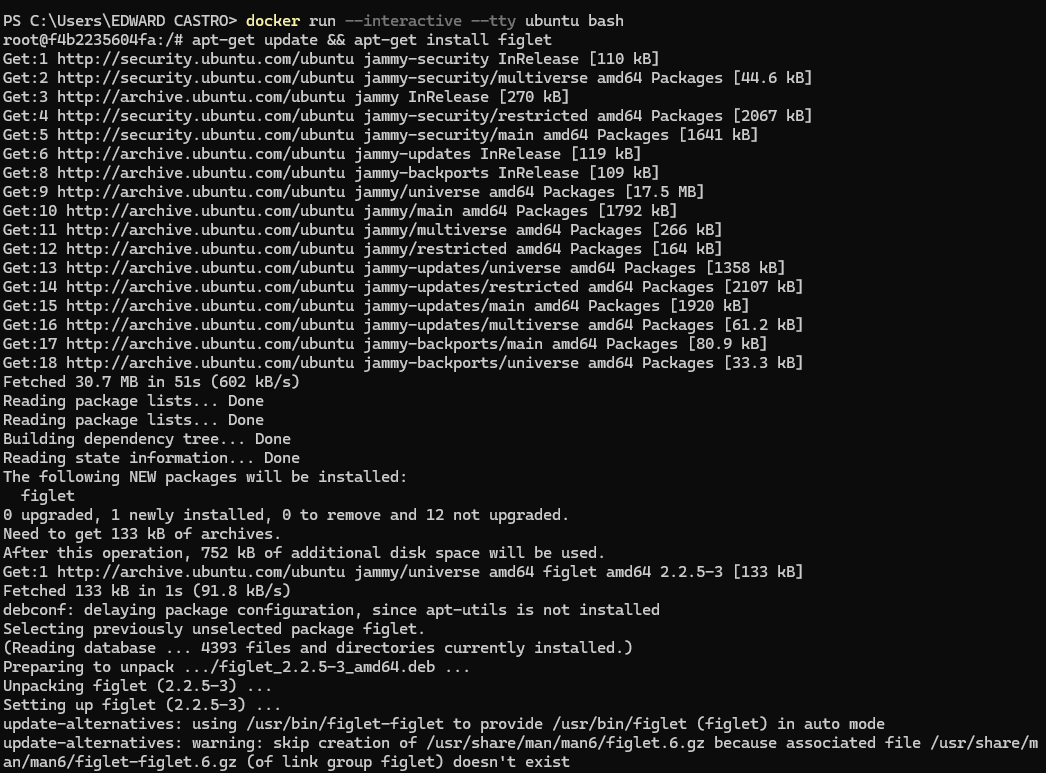 PS C:\Users\EDWARD CASTRO> docker run --interactive --tty ubuntu bash
root@f4b2235604fa:/# apt-get update && apt-get install figlet
Get:1 http://security.ubuntu.com/ubuntu jammy-security InRelease [110 kB]
Get:2 http://security.ubuntu.com/ubuntu jammy-security/multiverse amd64 Packages [44.6 kB]
Get:3 http://archive.ubuntu.com/ubuntu jammy InRelease [270 kB]
Get:4 http://security.ubuntu.com/ubuntu jammy-security/restricted amd64 Packages [2067 kB]
Get:5 http://security.ubuntu.com/ubuntu jammy-security/main amd64 Packages [1641 kB]
Get:6 http://archive.ubuntu.com/ubuntu jammy-updates InRelease [119 kB]
Get:8 http://archive.ubuntu.com/ubuntu jammy-backports InRelease [109 kB]
Get:9 http://archive.ubuntu.com/ubuntu jammy/universe amd64 Packages [17.5 MB]
Get:10 http://archive.ubuntu.com/ubuntu jammy/main amd64 Packages [1792 kB]
Get:11 http://archive.ubuntu.com/ubuntu jammy/multiverse amd64 Packages [266 kB]
Get:12 http://archive.ubuntu.com/ubuntu jammy/restricted amd64 Packages [164 kB]
Get:13 http://archive.ubuntu.com/ubuntu jammy-updates/universe amd64 Packages [1358 kB]
Get:14 http://archive.ubuntu.com/ubuntu jammy-updates/restricted amd64 Packages [2107 kB]
Get:15 http://archive.ubuntu.com/ubuntu jammy-updates/main amd64 Packages [1920 kB]
Get:16 http://archive.ubuntu.com/ubuntu jammy-updates/multiverse amd64 Packages [61.2 kB]
Get:17 http://archive.ubuntu.com/ubuntu jammy-backports/main amd64 Packages [80.9 kB]
Get:18 http://archive.ubuntu.com/ubuntu jammy-backports/universe amd64 Packages [33.3 kB]
Fetched 30.7 MB in 51s (602 kB/s)
Reading package lists... Done
Reading package lists... Done
Building dependency tree... Done
Reading state information... Done
The following NEW packages will be installed:
  figlet
0 upgraded, 1 newly installed, 0 to remove and 12 not upgraded.
Need to get 133 kB of archives.
After this operation, 752 kB of additional disk space will be used.
Get:1 http://archive.ubuntu.com/ubuntu jammy/universe amd64 figlet amd64 2.2.5-3 [133 kB]
Fetched 133 kB in 1s (91.8 kB/s)
debconf: delaying package configuration, since apt-utils is not installed
Selecting previously unselected package figlet.
(Reading database ... 4393 files and directories currently installed.)
Preparing to unpack .../figlet_2.2.5-3_amd64.deb ...
Unpacking figlet (2.2.5-3) ...
Setting up figlet (2.2.5-3) ...
update-alternatives: using /usr/bin/figlet-figlet to provide /usr/bin/figlet (figlet) in auto mode
update-alternatives: warning: skip creation of /usr/share/man/man6/figlet.6.gz because associated file /usr/share/m
an/man6/figlet-figlet.6.gz (of link group figlet) doesn't exist